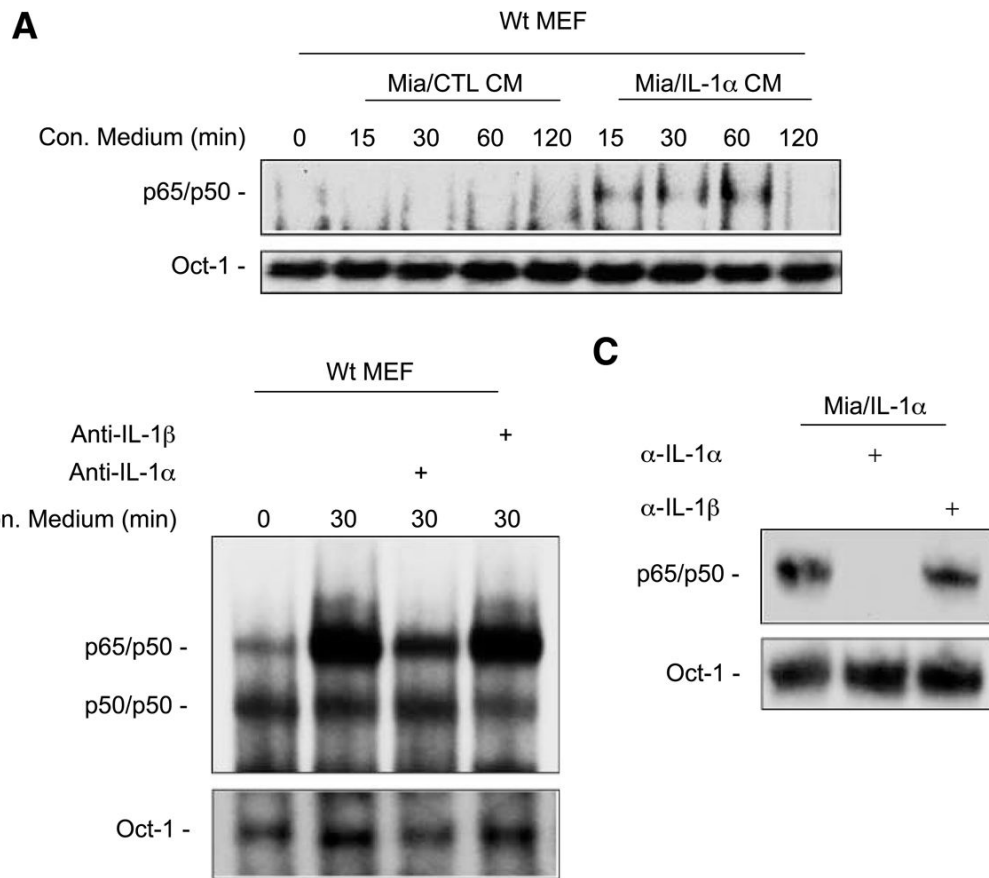 A
Wt MEF
Mia/CTL CM Mia/IL-1α CM
Con. Medium (min) 0 15 30 60 120 15 30 60 120
p65/p50 -
Oct-1 -
Wt MEF
Anti-IL-1β +
Anti-IL-1α +
n. Medium (min) 0 30 30 30
p65/p50 -
p50/p50 -
Oct-1 -
C
Mia/IL-1α
α-IL-1α +
α-IL-1β +
p65/p50 -
Oct-1 -